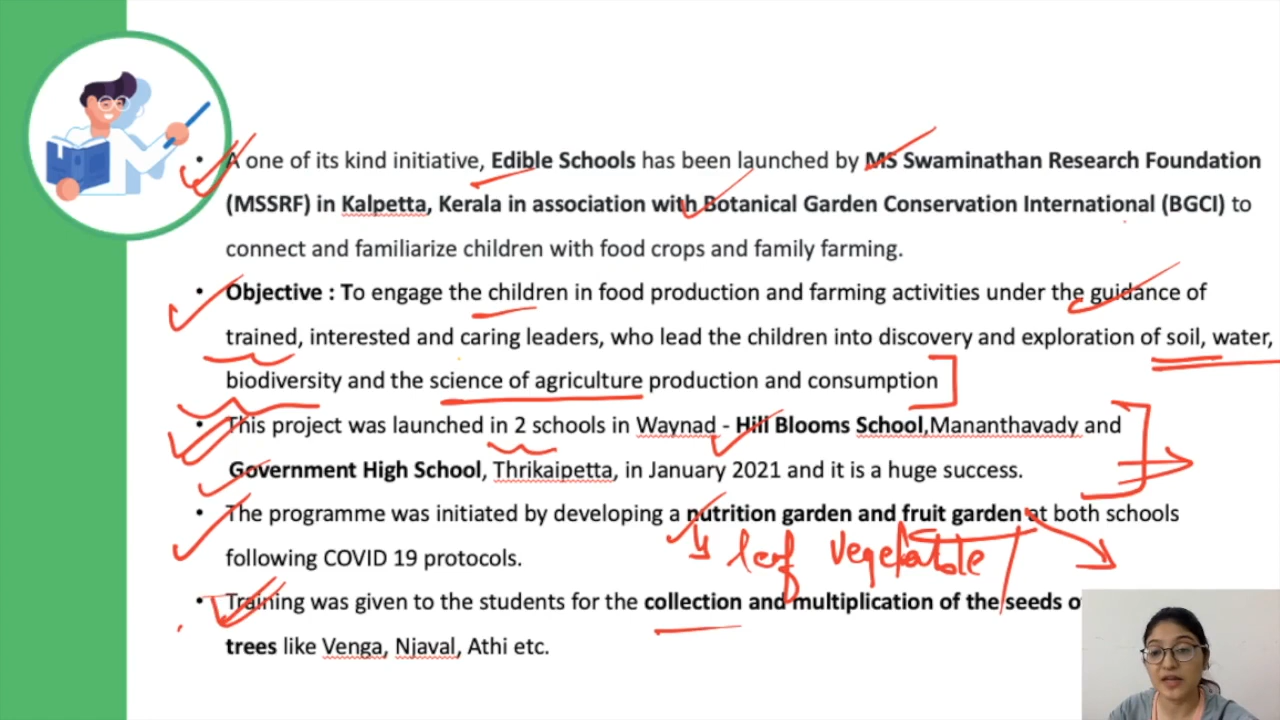 • A one of its kind initiative, Edible Schools has been launched by MS Swaminathan Research Foundation
(MSSRF) in Kalpetta, Kerala in association with Botanical Garden Conservation International (BGCI) to
connect and familiarize children with food crops and family farming.
• Objective : To engage the children in food production and farming activities under the guidance of
trained, interested and caring leaders, who lead the children into discovery and exploration of soil, water,
biodiversity and the science of agriculture production and consumption
• This project was launched in 2 schools in Waynad - Hill Blooms School,Mananthavady and
Government High School, Thrikaipetta, in January 2021 and it is a huge success.
• The programme was initiated by developing a nutrition garden and fruit garden at both schools
following COVID 19 protocols.
leaf vegetable
• Training was given to the students for the collection and multiplication of the seeds
trees like Venga, Njaval, Athi etc.